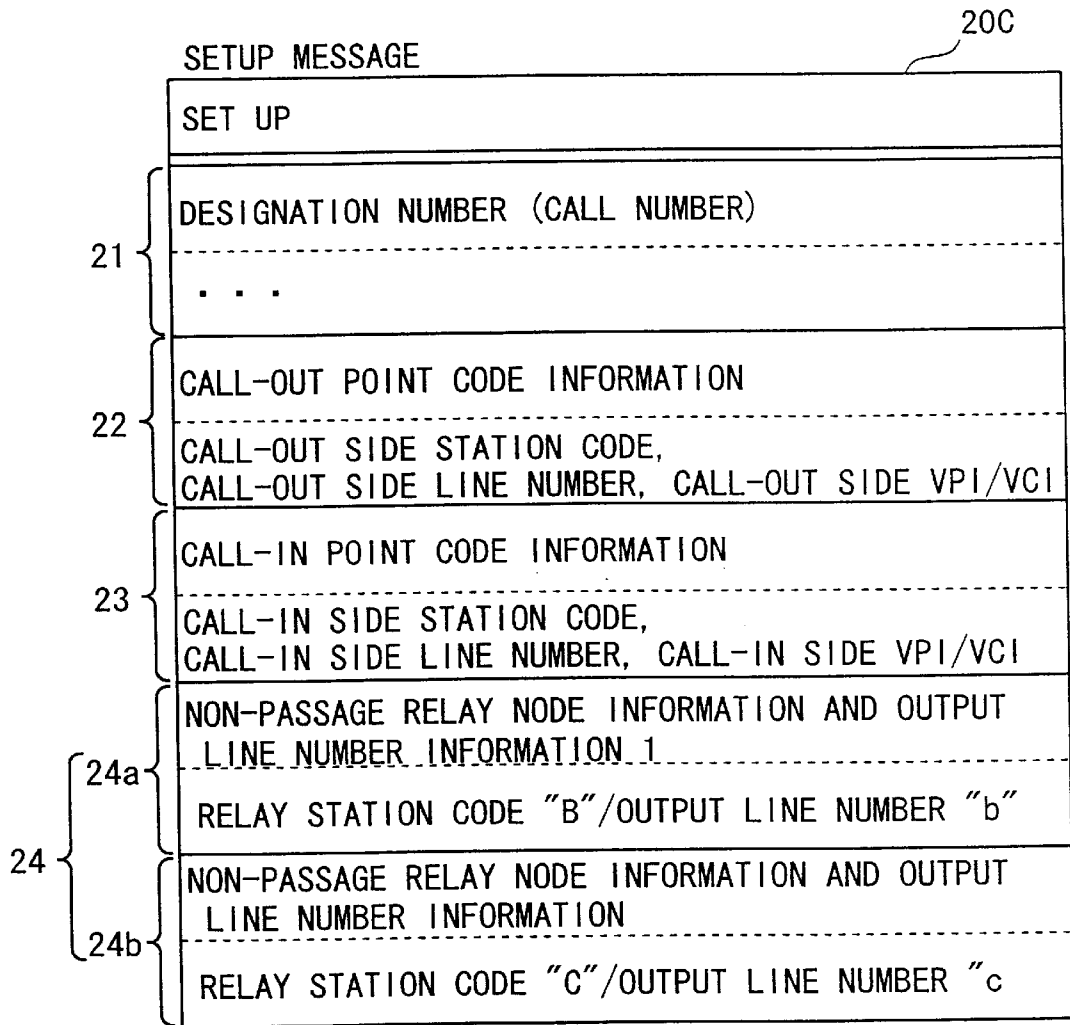 20C
SETUP MESSAGE
SET UP
21
DESIGNATION NUMBER (CALL NUMBER)
...
22
CALL-OUT POINT CODE INFORMATION
CALL-OUT SIDE STATION CODE,
CALL-OUT SIDE LINE NUMBER, CALL-OUT SIDE VPI/VCI
23
CALL-IN POINT CODE INFORMATION
CALL-IN SIDE STATION CODE,
CALL-IN SIDE LINE NUMBER, CALL-IN SIDE VPI/VCI
24
24a
NON-PASSAGE RELAY NODE INFORMATION AND OUTPUT
LINE NUMBER INFORMATION 1
RELAY STATION CODE "B"/OUTPUT LINE NUMBER "b"
24b
NON-PASSAGE RELAY NODE INFORMATION AND OUTPUT
LINE NUMBER INFORMATION
RELAY STATION CODE "C"/OUTPUT LINE NUMBER "c